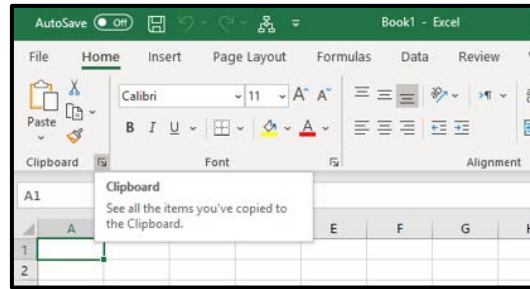 AutoSave Off Book1 - Excel
File Home Insert Page Layout Formulas Data Review
Calibri 11 A A
Paste B I U A
Clipboard Font Alignment
A1 Clipboard
See all the items you've copied to
the Clipboard.
A E F G
1
2